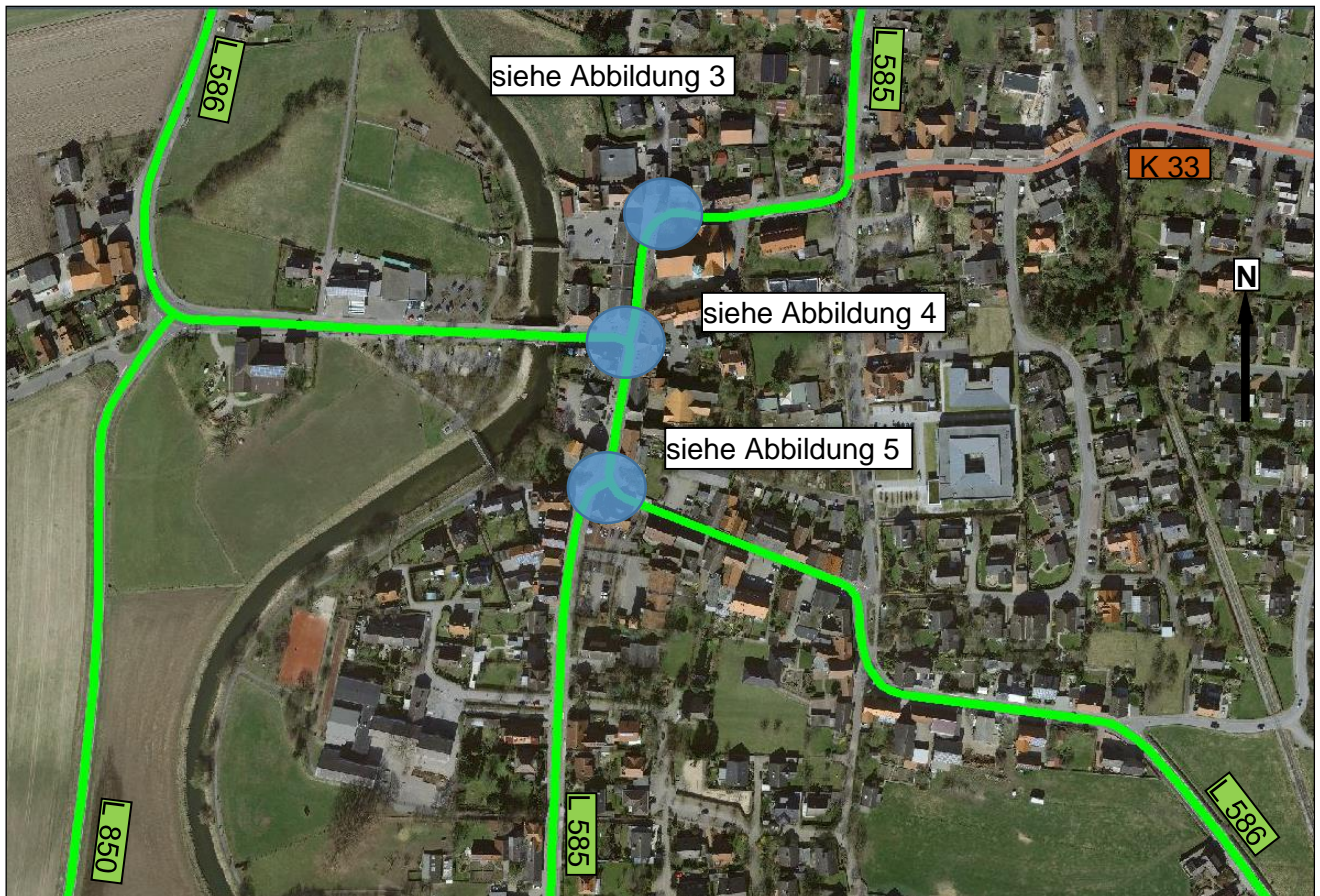 L 586
siehe Abbildung 3
L 585
K 33
N
siehe Abbildung 4
siehe Abbildung 5
L 850
L 585
L 586